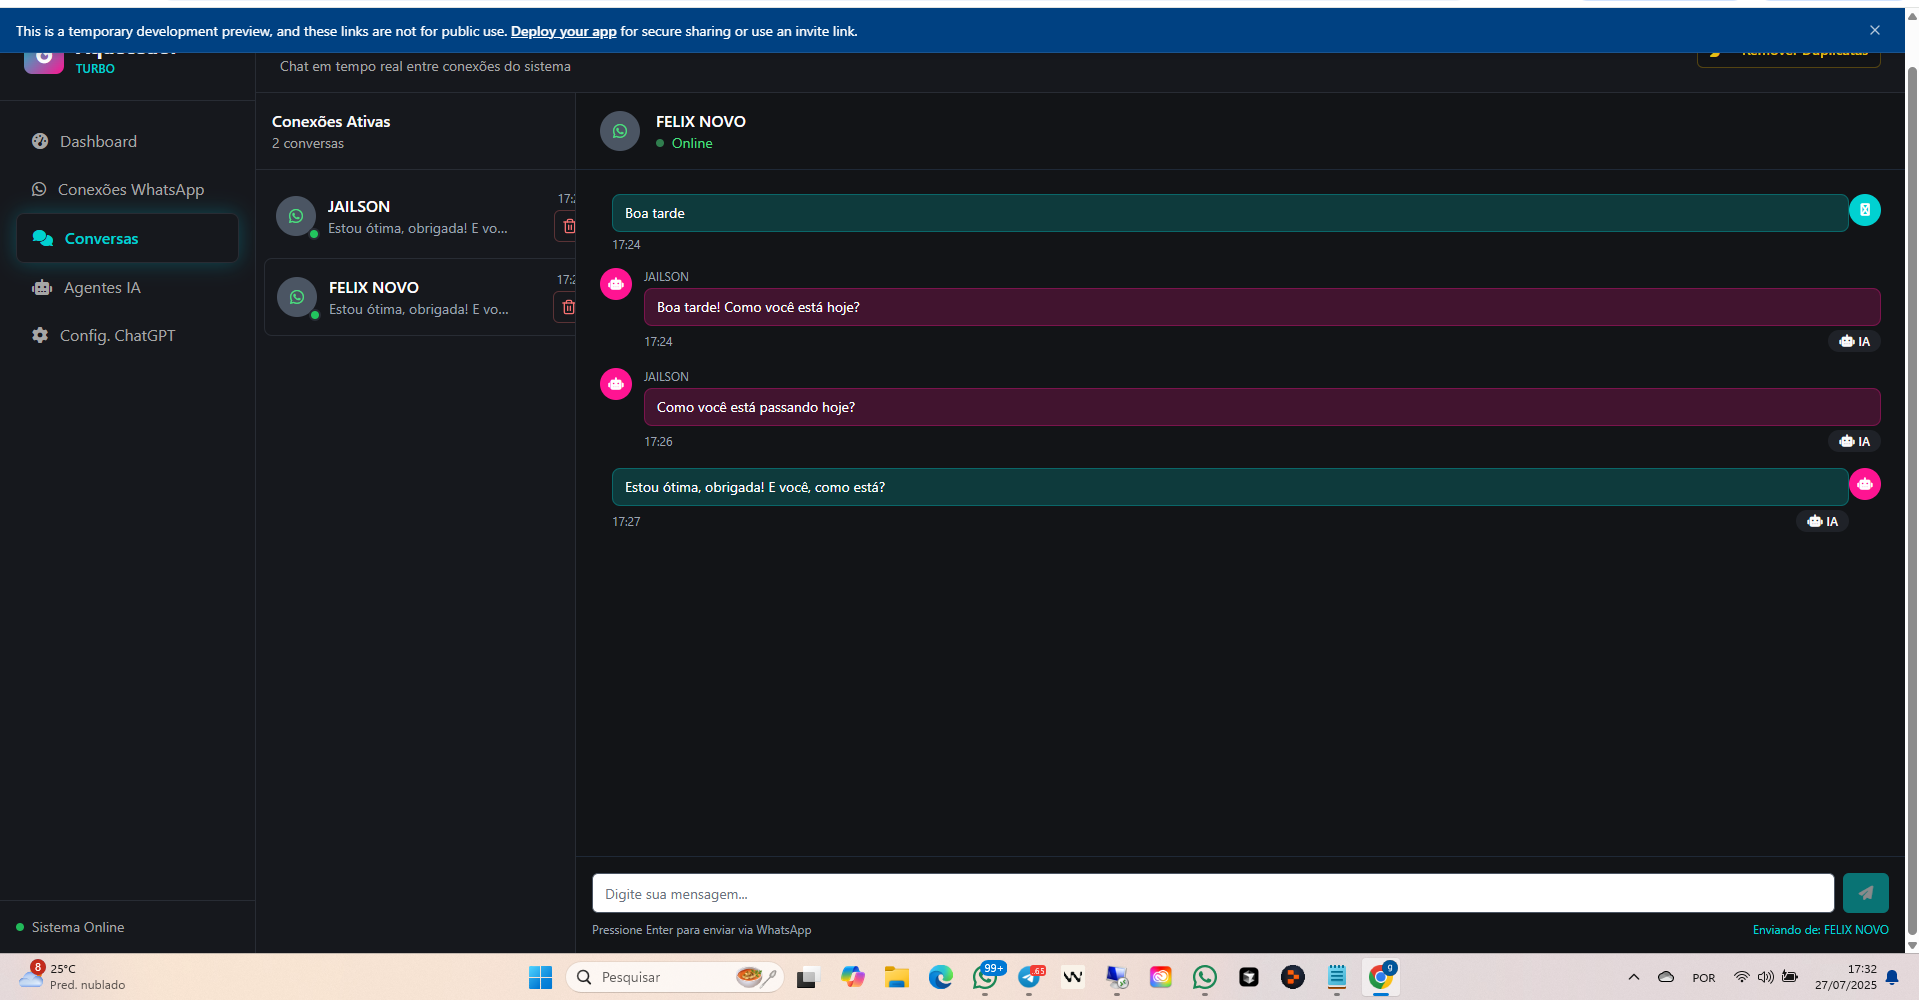 This is a temporary development preview, and these links are not for public use. Deploy your app for secure sharing or use an invite link.
TURBO
Chat em tempo real entre conexões do sistema
Remover Duplicatas
Dashboard
Conexões WhatsApp
Conversas
Agentes IA
Config. ChatGPT
Sistema Online
Conexões Ativas
2 conversas
JAILSON
Estou ótima, obrigada! E vo...
FELIX NOVO
Estou ótima, obrigada! E vo...
FELIX NOVO
Online
Boa tarde
17:24
JAILSON
Boa tarde! Como você está hoje?
17:24
IA
JAILSON
Como você está passando hoje?
17:26
IA
Estou ótima, obrigada! E você, como está?
17:27
IA
Digite sua mensagem...
Pressione Enter para enviar via WhatsApp
Enviando de: FELIX NOVO
8
25°C
Pred. nublado
Pesquisar
99+
65
g
POR
17:32
27/07/2025